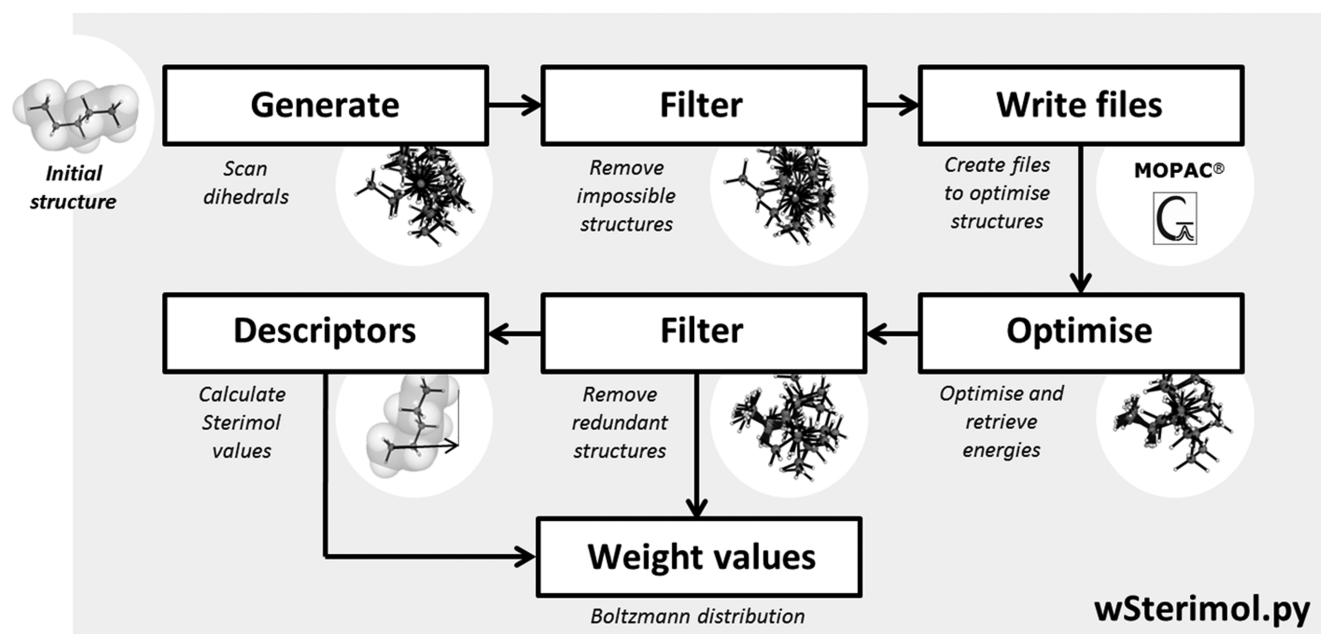 Generate
Filter
Write files
Initial
structure
Scan
dihedrals
Remove
impossible
structures
Create files
to optimise
structures
MOPAC®
G
Descriptors
Filter
Optimise
Calculate
Sterimol
values
Remove
redundant
structures
Optimise and
retrieve
energies
Weight values
Boltzmann distribution
wSterimol.py